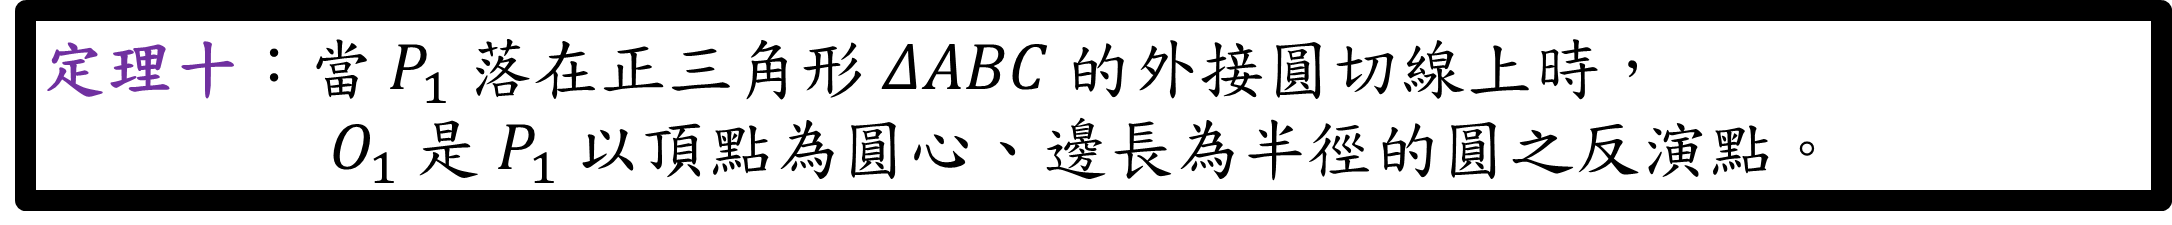 定理十：當 𝑃₁ 落在正三角形 𝛥𝐴𝐵𝐶 的外接圓切線上時，
𝑂₁ 是 𝑃₁ 以頂點為圓心、邊長為半徑的圓之反演點。